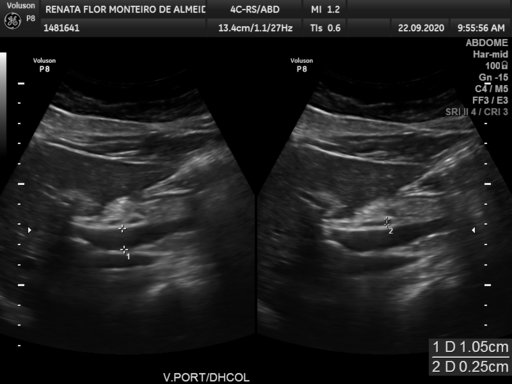 Voluson
P8
RENATA FLOR MONTEIRO DE ALMEID
4C-RS/ABD
MI 1.2
1481641
13.4cm/1.1/27Hz
TIs 0.6
22.09.2020
9:55:56 AM
Voluson
P8
Voluson
P8
ABDOME
Har-mid
100
Gn -15
C4 / M5
FF3 / E3
SRI II 4 / CRI 3
1
2
1 D 1.05cm
2 D 0.25cm
V.PORT/DHCOL